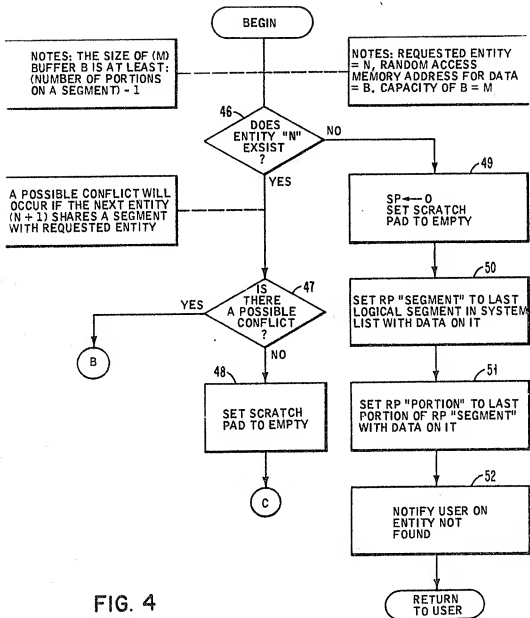 BEGIN
NOTES: THE SIZE OF (M)
BUFFER B IS AT LEAST:
(NUMBER OF PORTIONS
ON A SEGMENT) - 1
NOTES: REQUESTED ENTITY
= N, RANDOM ACCESS
MEMORY ADDRESS FOR DATA
= B. CAPACITY OF B = M
46
DOES
ENTITY "N"
EXSIST
?
NO
YES
A POSSIBLE CONFLICT WILL
OCCUR IF THE NEXT ENTITY
(N + 1) SHARES A SEGMENT
WITH REQUESTED ENTITY
49
SP ← O
SET SCRATCH
PAD TO EMPTY
50
SET RP "SEGMENT" TO LAST
LOGICAL SEGMENT IN SYSTEM
LIST WITH DATA ON IT
47
IS
THERE
A POSSIBLE
CONFLICT
?
YES
NO
B
48
SET SCRATCH
PAD TO EMPTY
C
51
SET RP "PORTION" TO LAST
PORTION OF RP "SEGMENT"
WITH DATA ON IT
52
NOTIFY USER ON
ENTITY NOT
FOUND
RETURN
TO USER
FIG. 4